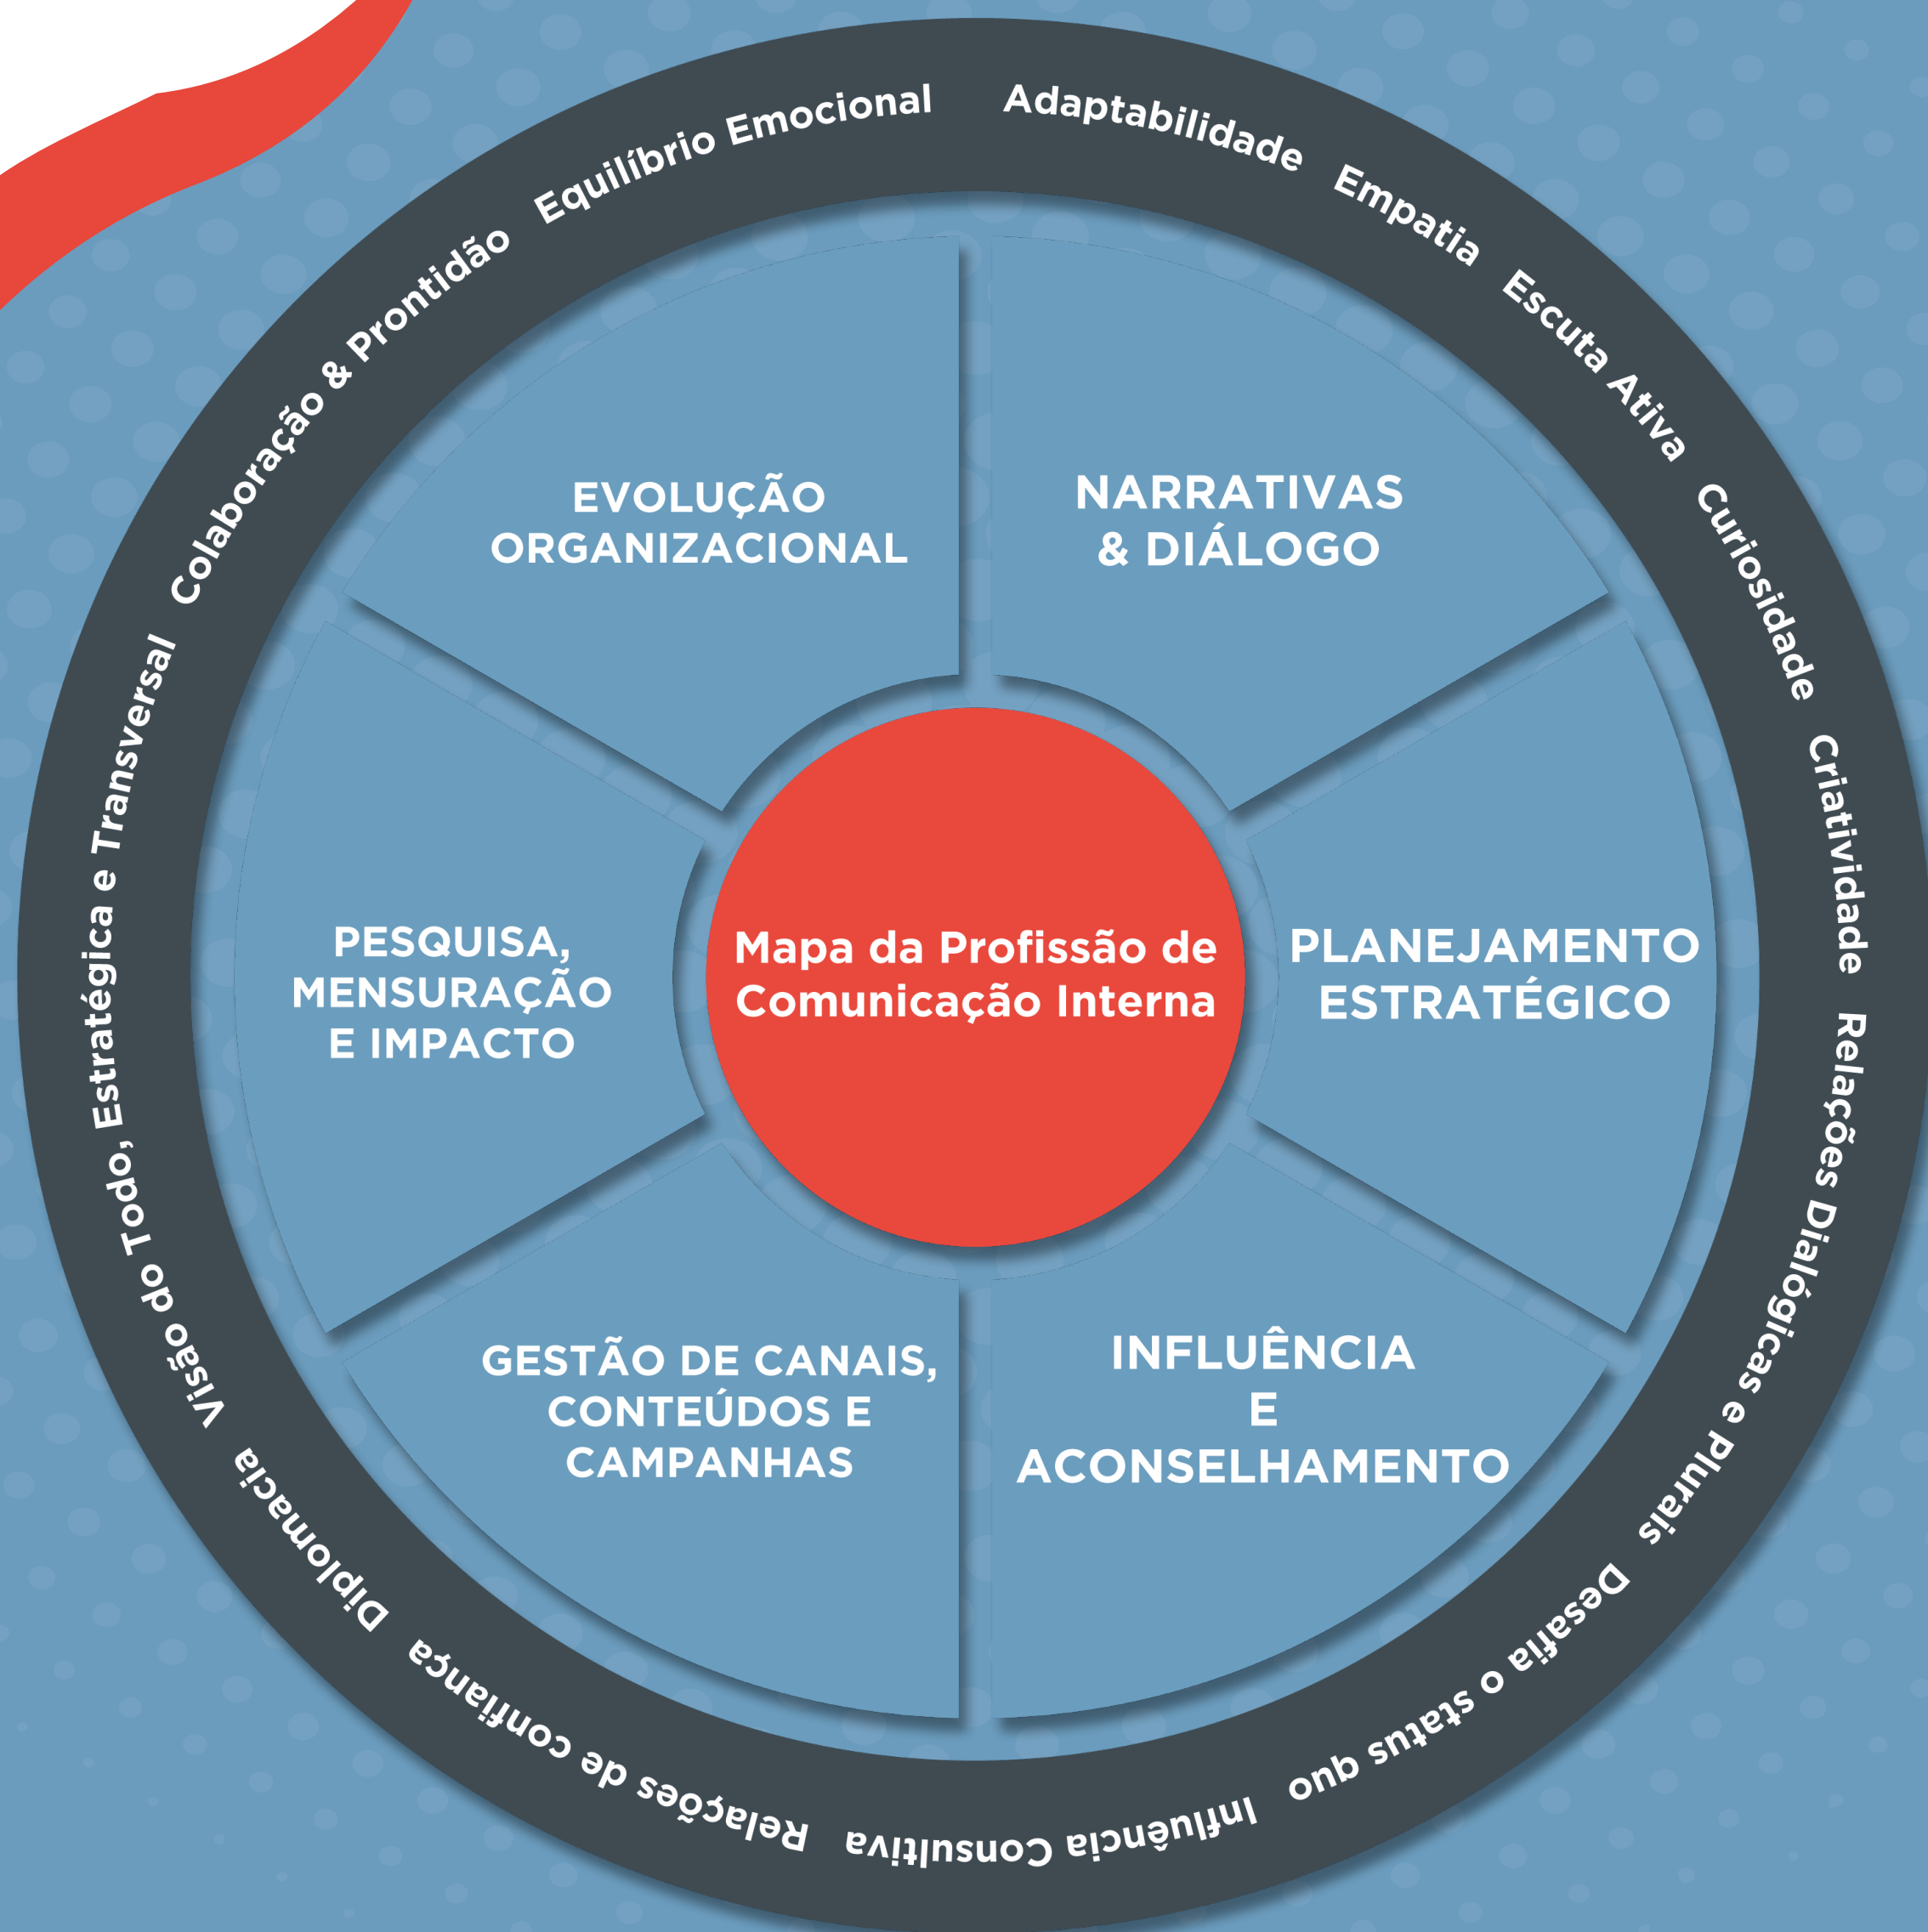 Adaptabilidade
Empatia
Escuta Ativa
Curiosidade
Criatividade
Relações Dialógicas e Plurais
Desafia o status quo
Influência Consultiva
Relações de confiança
Diplomacia
Visão do Todo, Estratégica e Transversal
Colaboração & Prontidão
Equilíbrio Emocional
EVOLUÇÃO
ORGANIZACIONAL
NARRATIVAS
& DIÁLOGO
PESQUISA,
MENSURAÇÃO
E IMPACTO
Mapa da Profissão de
Comunicação Interna
PLANEJAMENTO
ESTRATÉGICO
GESTÃO DE CANAIS,
CONTEÚDOS E
CAMPANHAS
INFLUÊNCIA
E
ACONSELHAMENTO